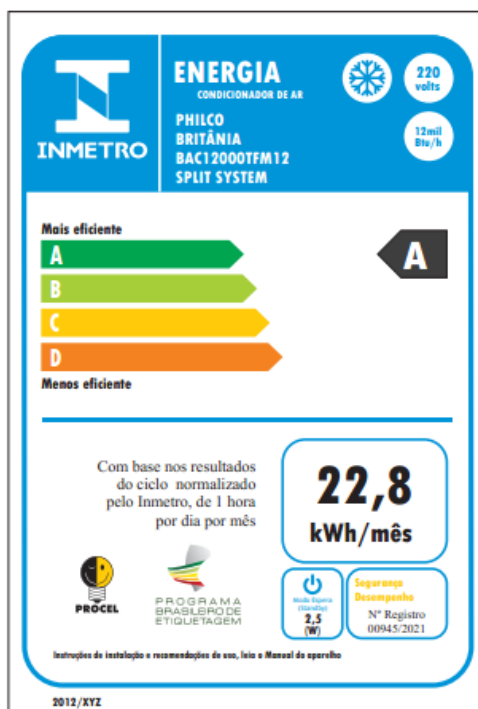 INMETRO
ENERGIA
CONDICIONADOR DE AR
PHILCO
BRITÂNIA
BAC12000TFM12
SPLIT SYSTEM
220
volts
12mil
Btu/h
Mais eficiente
A
A
B
C
D
Menos eficiente
Com base nos resultados
do ciclo normalizado
pelo Inmetro, de 1 hora
por dia por mês
22,8
kWh/mês
PROCEL
PROGRAMA
BRASILEIRO DE
ETIQUETAGEM
Modo Espera
(Standby)
2,5
(W)
Segurança
Desempenho
Nº Registro
00945/2021
Instruções de instalação e recomendações de uso, leia o Manual do aparelho
2012/XYZ